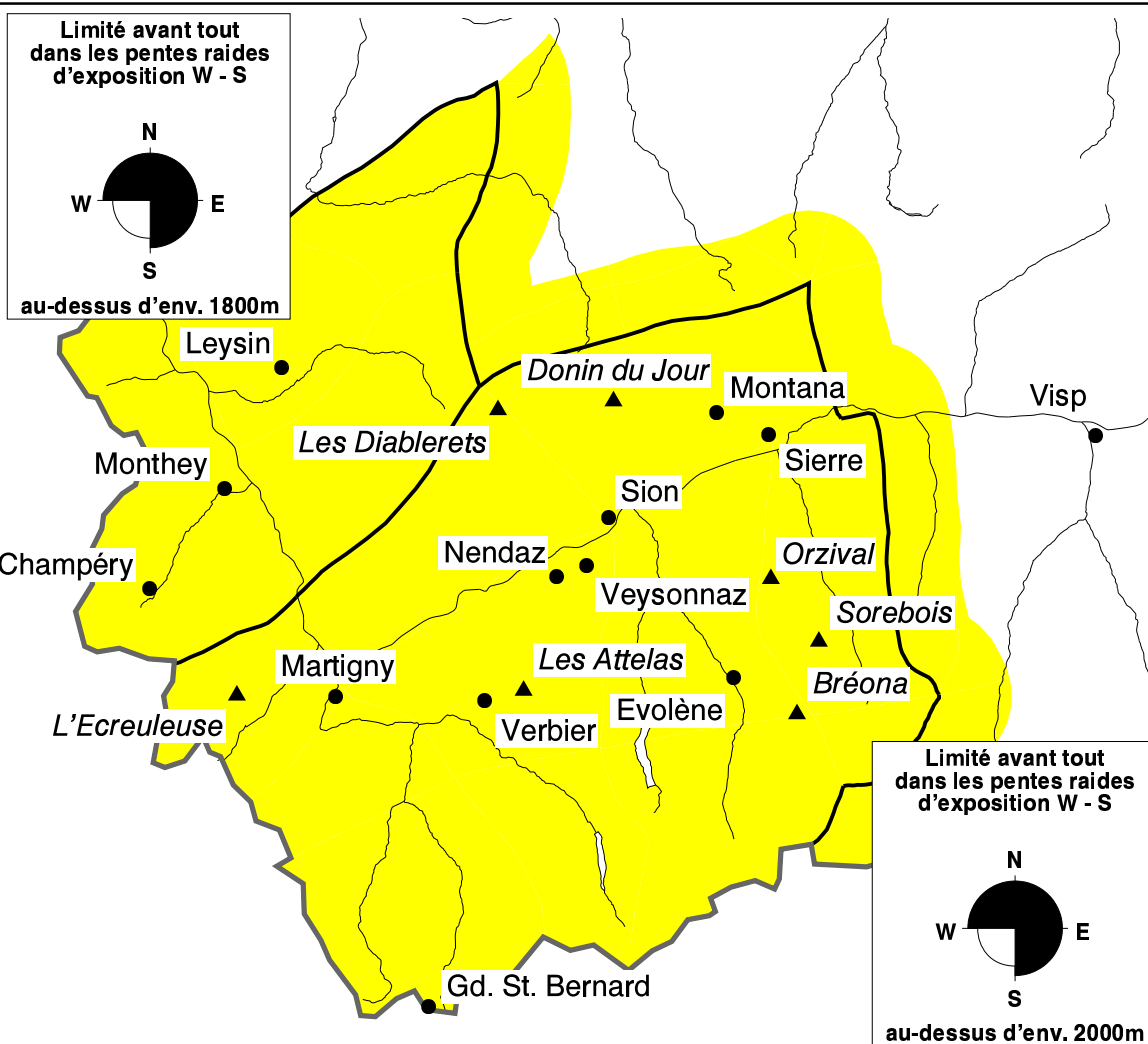 Limité avant tout
dans les pentes raides
d'exposition W - S
N
W
E
S
au-dessus d'env. 1800m
Leysin
Donin du Jour
Montana
Visp
Les Diablerets
Monthey
Sierre
Sion
Nendaz
Orzival
Champéry
Veysonnaz
Sorebois
Martigny
Les Attelas
Bréona
L'Ecreuleuse
Verbier
Evolène
Limité avant tout
dans les pentes raides
d'exposition W - S
N
W
E
S
au-dessus d'env. 2000m
Gd. St. Bernard